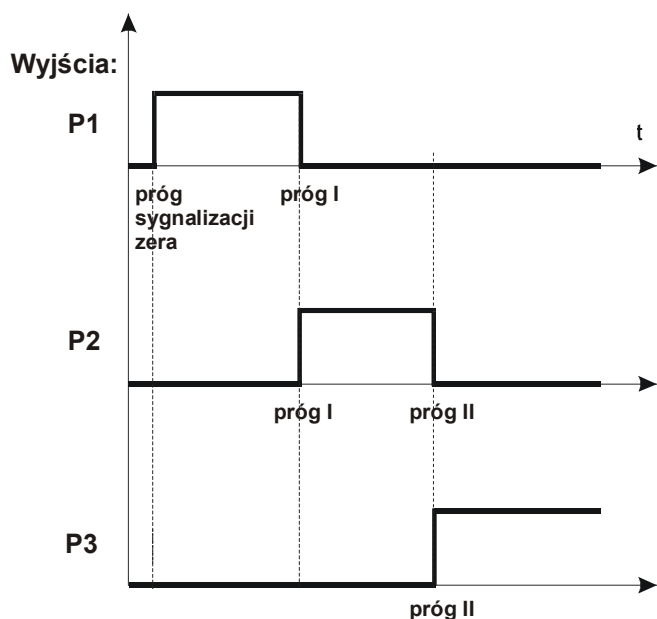 Wyjścia:
P1
t
próg
sygnalizacji
zera
próg I
P2
próg I
próg II
P3
próg II